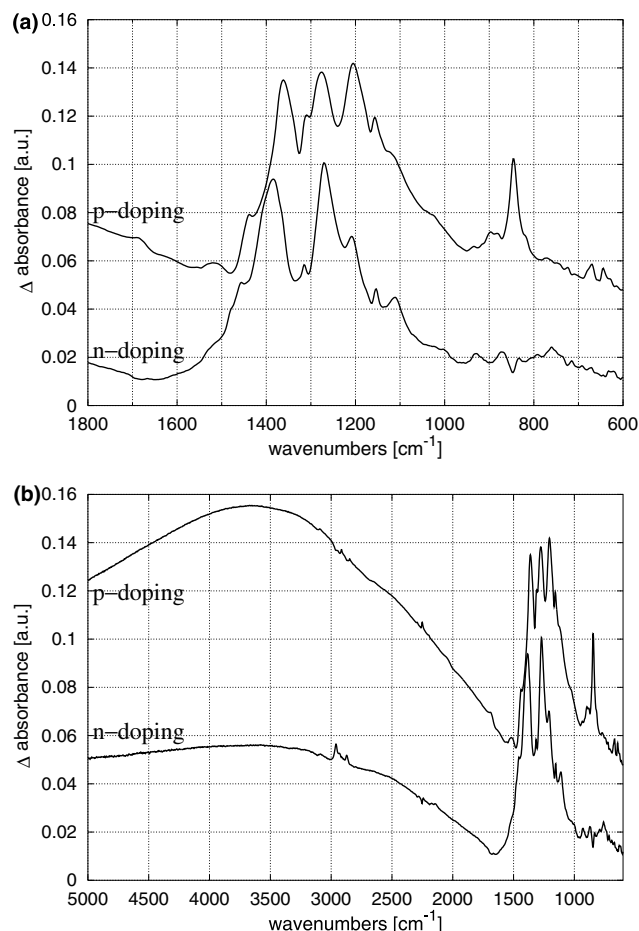 (a)
0.16
0.14
0.12
0.1
0.08
0.06
0.04
0.02
0
Δ absorbance [a.u.]
p−doping
n−doping
1800 1600 1400 1200 1000 800 600
wavenumbers [cm-1]
(b)
0.16
0.14
0.12
0.1
0.08
0.06
0.04
0.02
0
Δ absorbance [a.u.]
p−doping
n−doping
5000 4500 4000 3500 3000 2500 2000 1500 1000
wavenumbers [cm-1]